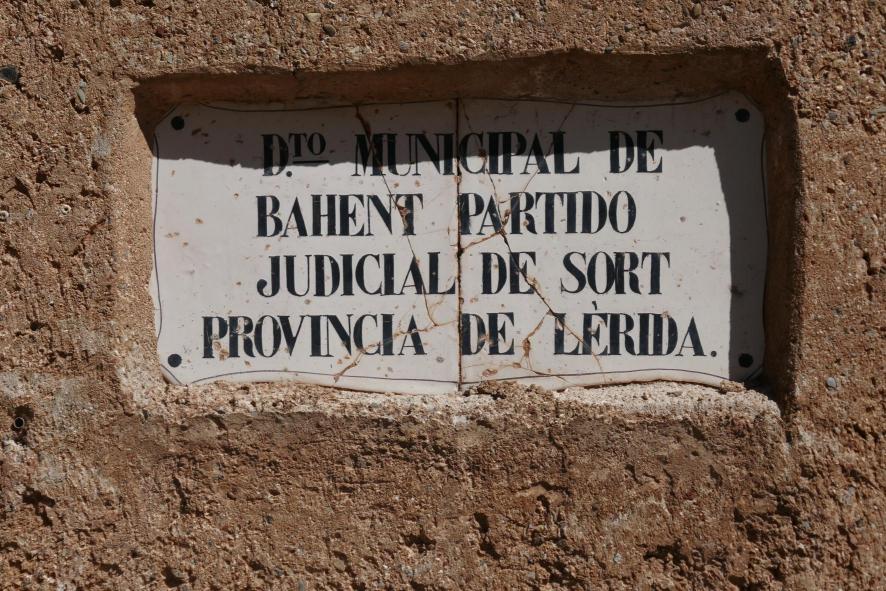 D.TO MUNICIPAL DE
BAHENT PARTIDO
JUDICIAL DE SORT
PROVINCIA DE LÈRIDA.